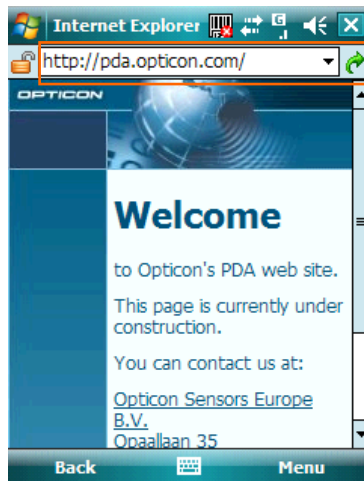 Internet Explorer
http://pda.opticon.com/
OPTICON
Welcome
to Opticon's PDA web site.
This page is currently under
construction.
You can contact us at:
Opticon Sensors Europe
B.V.
Opaallaan 35
Back Menu